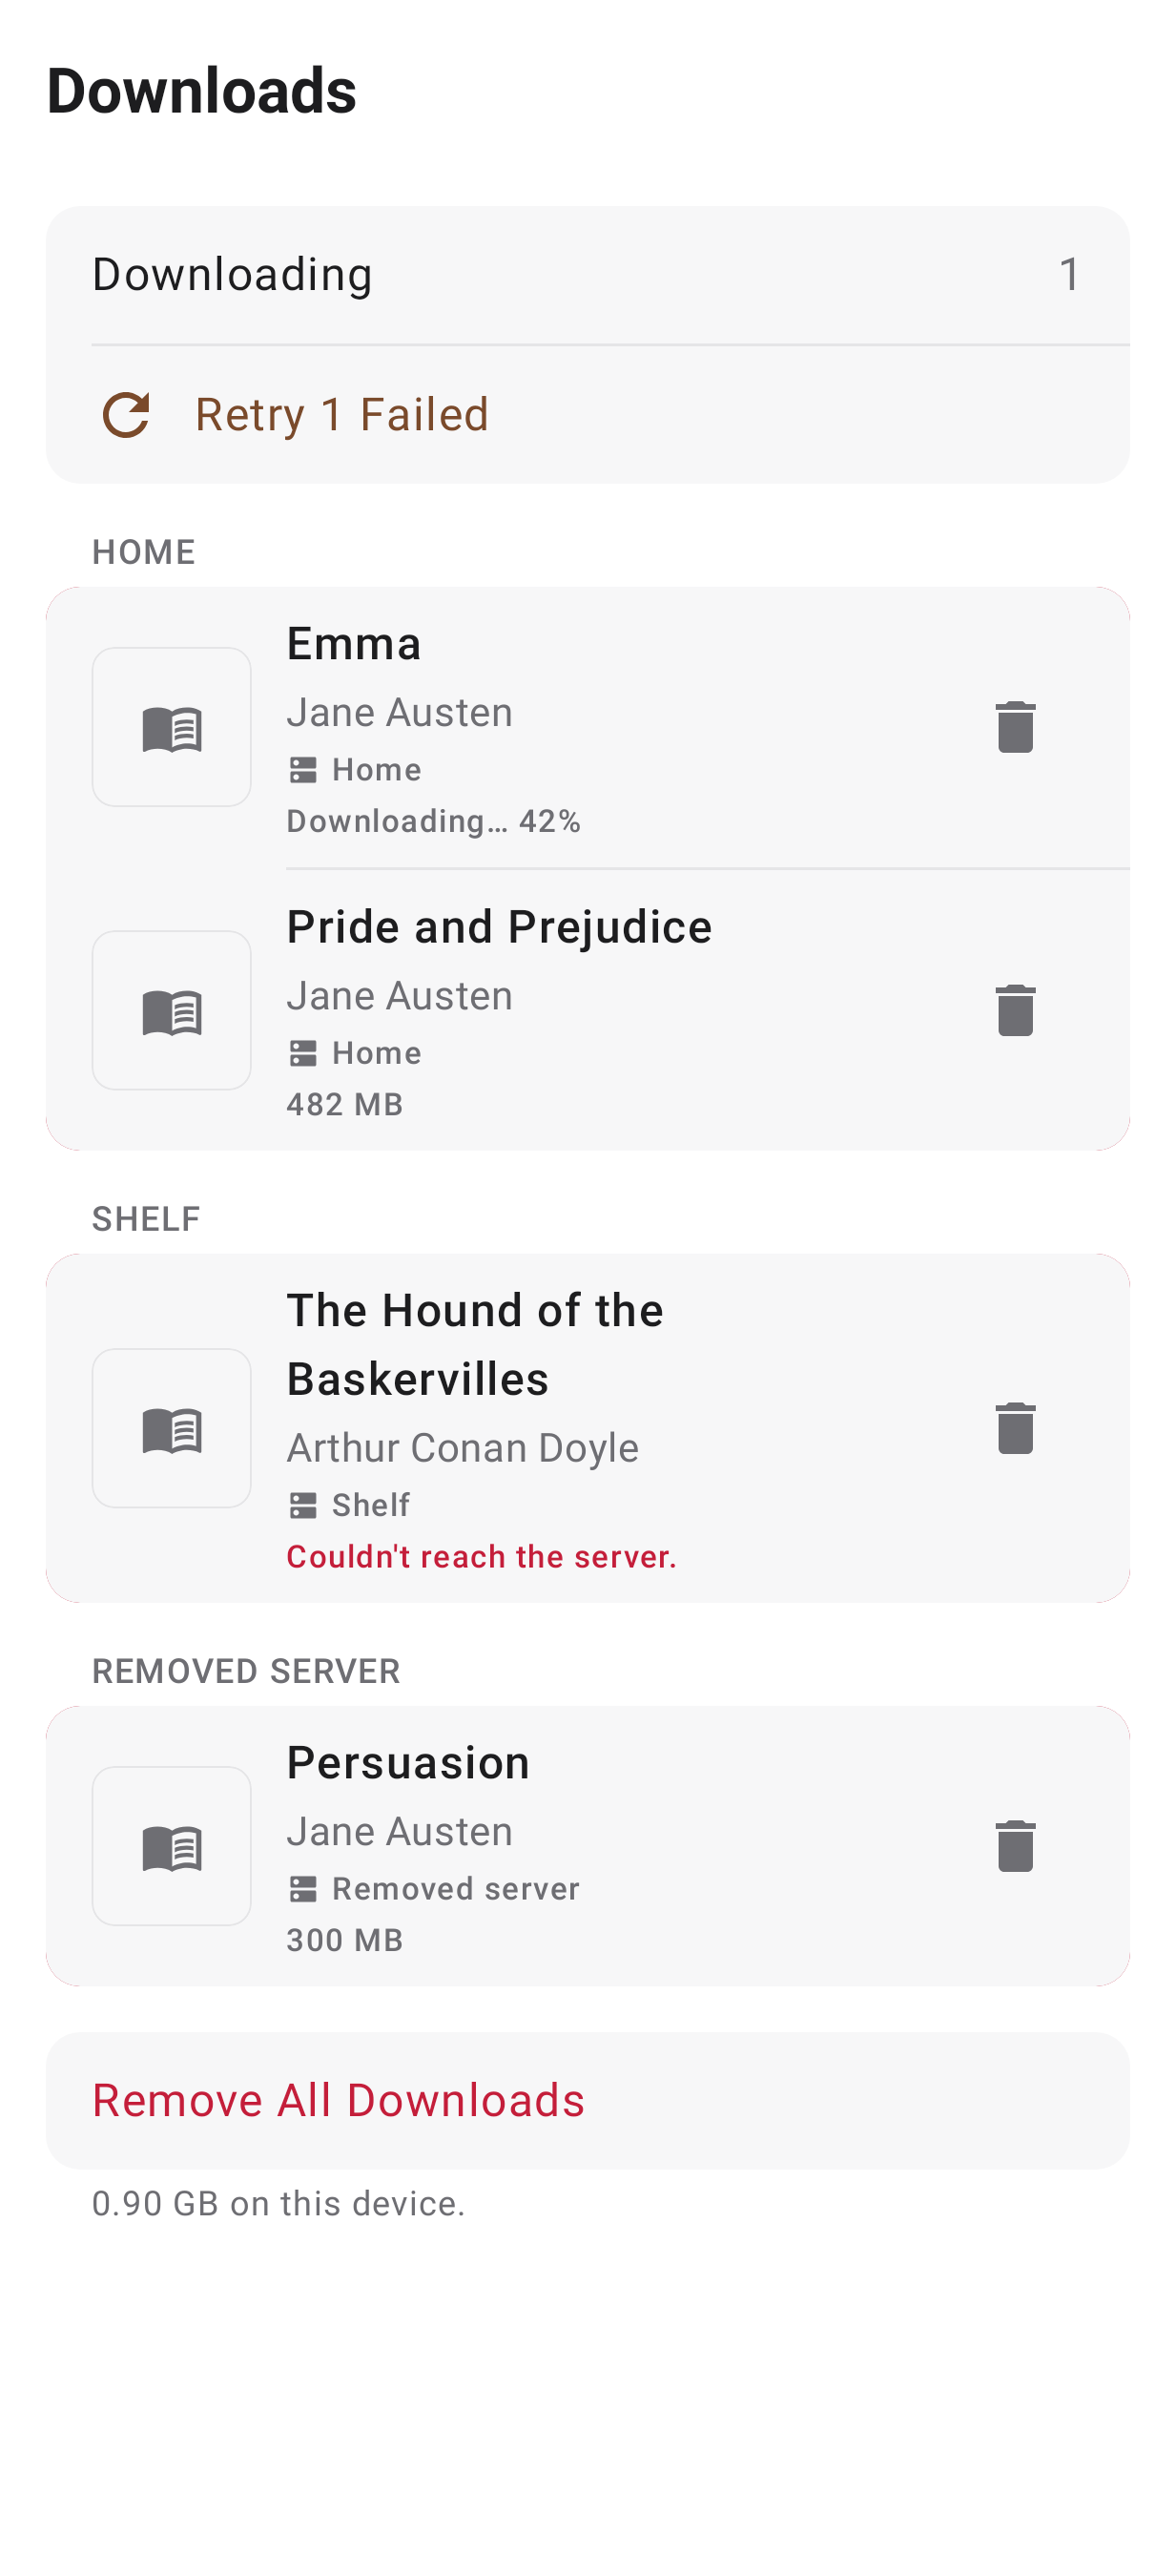 Downloads
Downloading 1
Retry 1 Failed
HOME
Emma
Jane Austen
Home
Downloading… 42%
Pride and Prejudice
Jane Austen
Home
482 MB
SHELF
The Hound of the
Baskervilles
Arthur Conan Doyle
Shelf
Couldn't reach the server.
REMOVED SERVER
Persuasion
Jane Austen
Removed server
300 MB
Remove All Downloads
0.90 GB on this device.